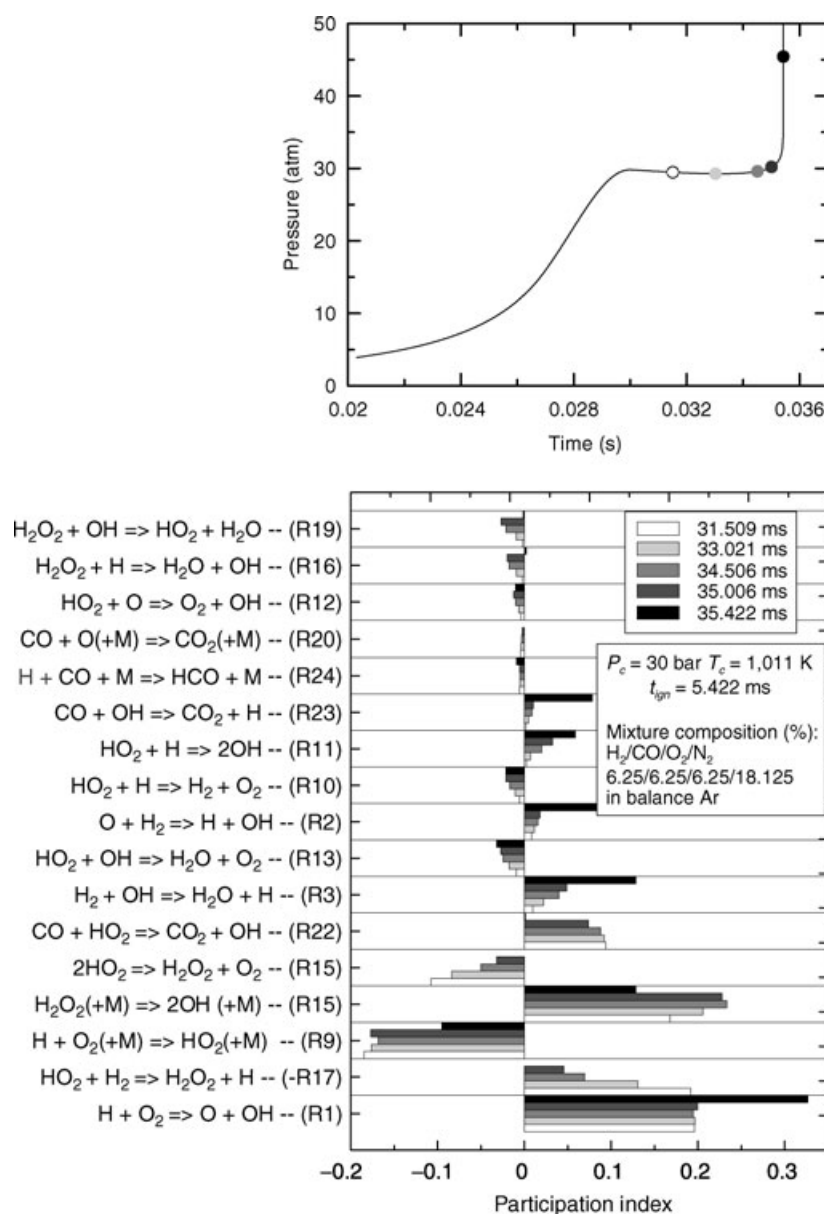 50
40
30
20
10
0
Pressure (atm)
0.02 0.024 0.028 0.032 0.036
Time (s)
H₂O₂ + OH => HO₂ + H₂O -- (R19)
H₂O₂ + H => H₂O + OH -- (R16)
HO₂ + O => O₂ + OH -- (R12)
CO + O(+M) => CO₂(+M) -- (R20)
H + CO + M => HCO + M -- (R24)
CO + OH => CO₂ + H -- (R23)
HO₂ + H => 2OH -- (R11)
HO₂ + H => H₂ + O₂ -- (R10)
O + H₂ => H + OH -- (R2)
HO₂ + OH => H₂O + O₂ -- (R13)
H₂ + OH => H₂O + H -- (R3)
CO + HO₂ => CO₂ + OH -- (R22)
2HO₂ => H₂O₂ + O₂ -- (R15)
H₂O₂(+M) => 2OH (+M) -- (R15)
H + O₂(+M) => HO₂(+M) -- (R9)
HO₂ + H₂ => H₂O₂ + H -- (-R17)
H + O₂ => O + OH -- (R1)
31.509 ms
33.021 ms
34.506 ms
35.006 ms
35.422 ms
P_c = 30 bar T_c = 1,011 K
t_ign = 5.422 ms
Mixture composition (%):
H₂/CO/O₂/N₂
6.25/6.25/6.25/18.125
in balance Ar
−0.2 −0.1 0 0.1 0.2 0.3
Participation index